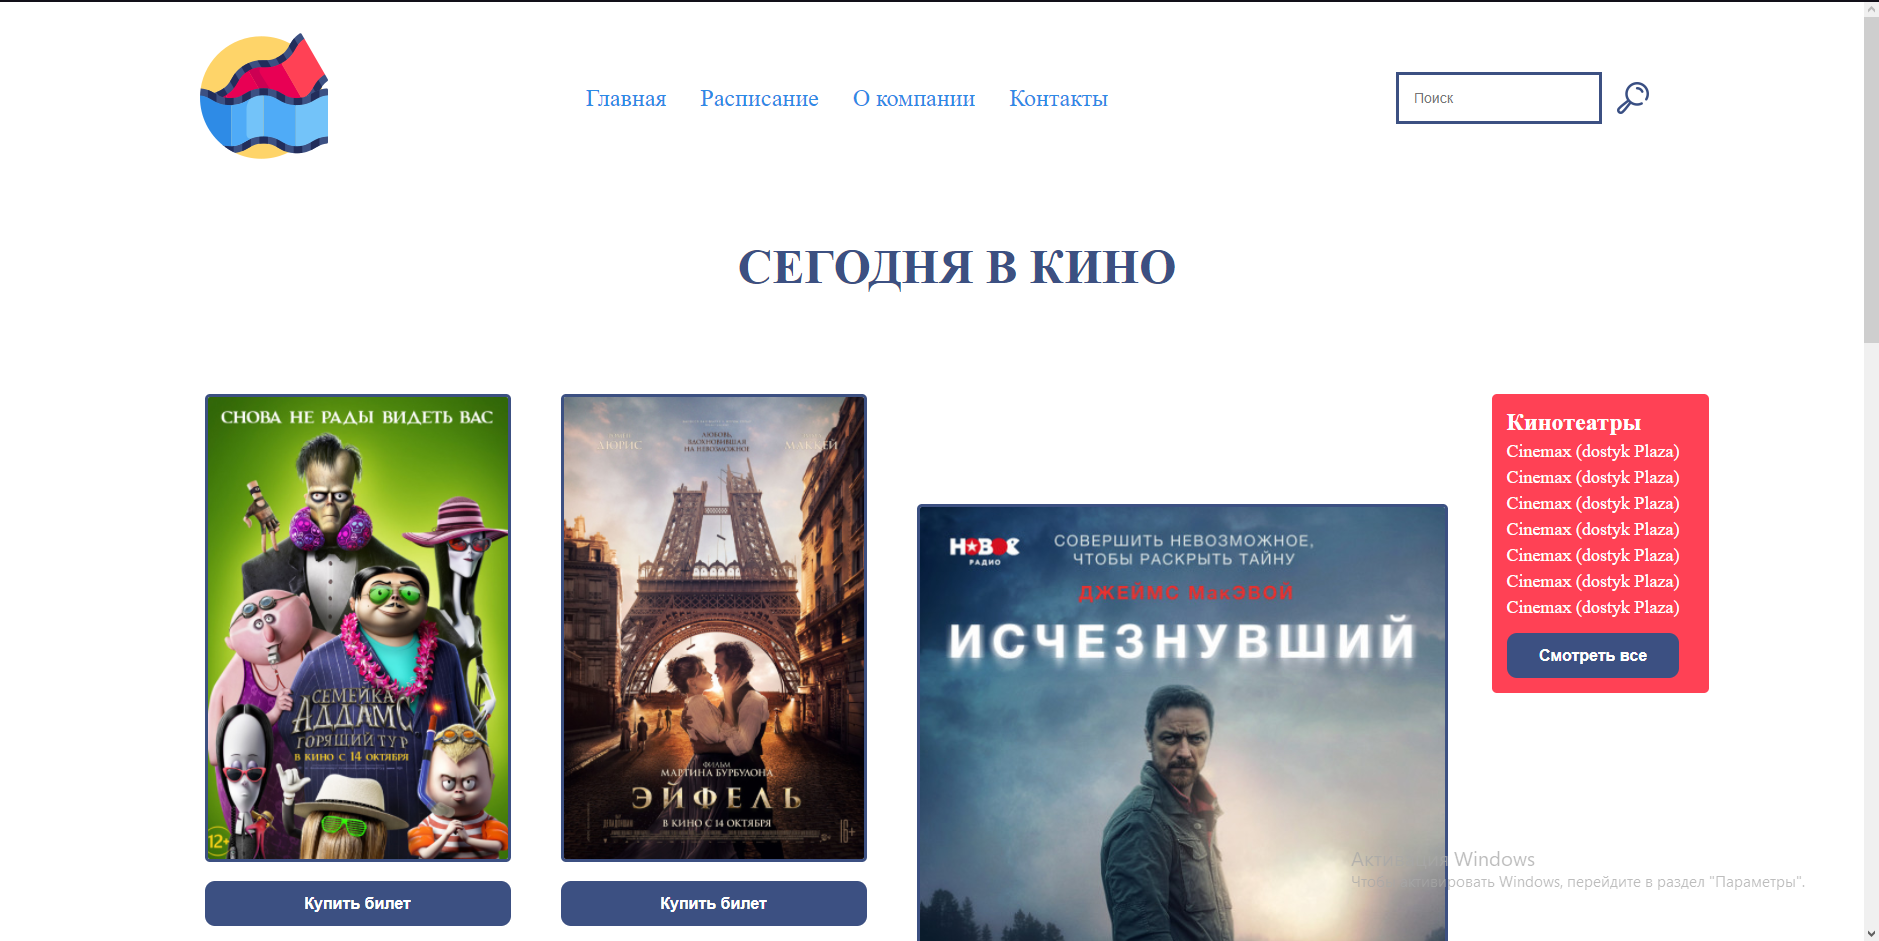 Главная Расписание О компании Контакты
Поиск
СЕГОДНЯ В КИНО
СНОВА НЕ РАДЫ ВИДЕТЬ ВАС
СЕМЕЙКА
АДДАМС
ГОРЯЩИЙ ТУР
В КИНО С 14 ОКТЯБРЯ
12+
Купить билет
ДЮРИС
ЛЮБОВЬ,
ВДОХНОВИВШАЯ
НА НЕВОЗМОЖНОЕ
МАККЕЙ
ФИЛЬМ
МАРТИНА БУРБУЛОНА
ЭЙФЕЛЬ
В КИНО С 14 ОКТЯБРЯ
16+
Купить билет
НОВОЕ
РАДИО
СОВЕРШИТЬ НЕВОЗМОЖНОЕ,
ЧТОБЫ РАСКРЫТЬ ТАЙНУ
ДЖЕЙМС МакЭВОЙ
ИСЧЕЗНУВШИЙ
Кинотеатры
Cinemax (dostyk Plaza)
Cinemax (dostyk Plaza)
Cinemax (dostyk Plaza)
Cinemax (dostyk Plaza)
Cinemax (dostyk Plaza)
Cinemax (dostyk Plaza)
Cinemax (dostyk Plaza)
Смотреть все
Активация Windows
Чтобы активировать Windows, перейдите в раздел "Параметры".